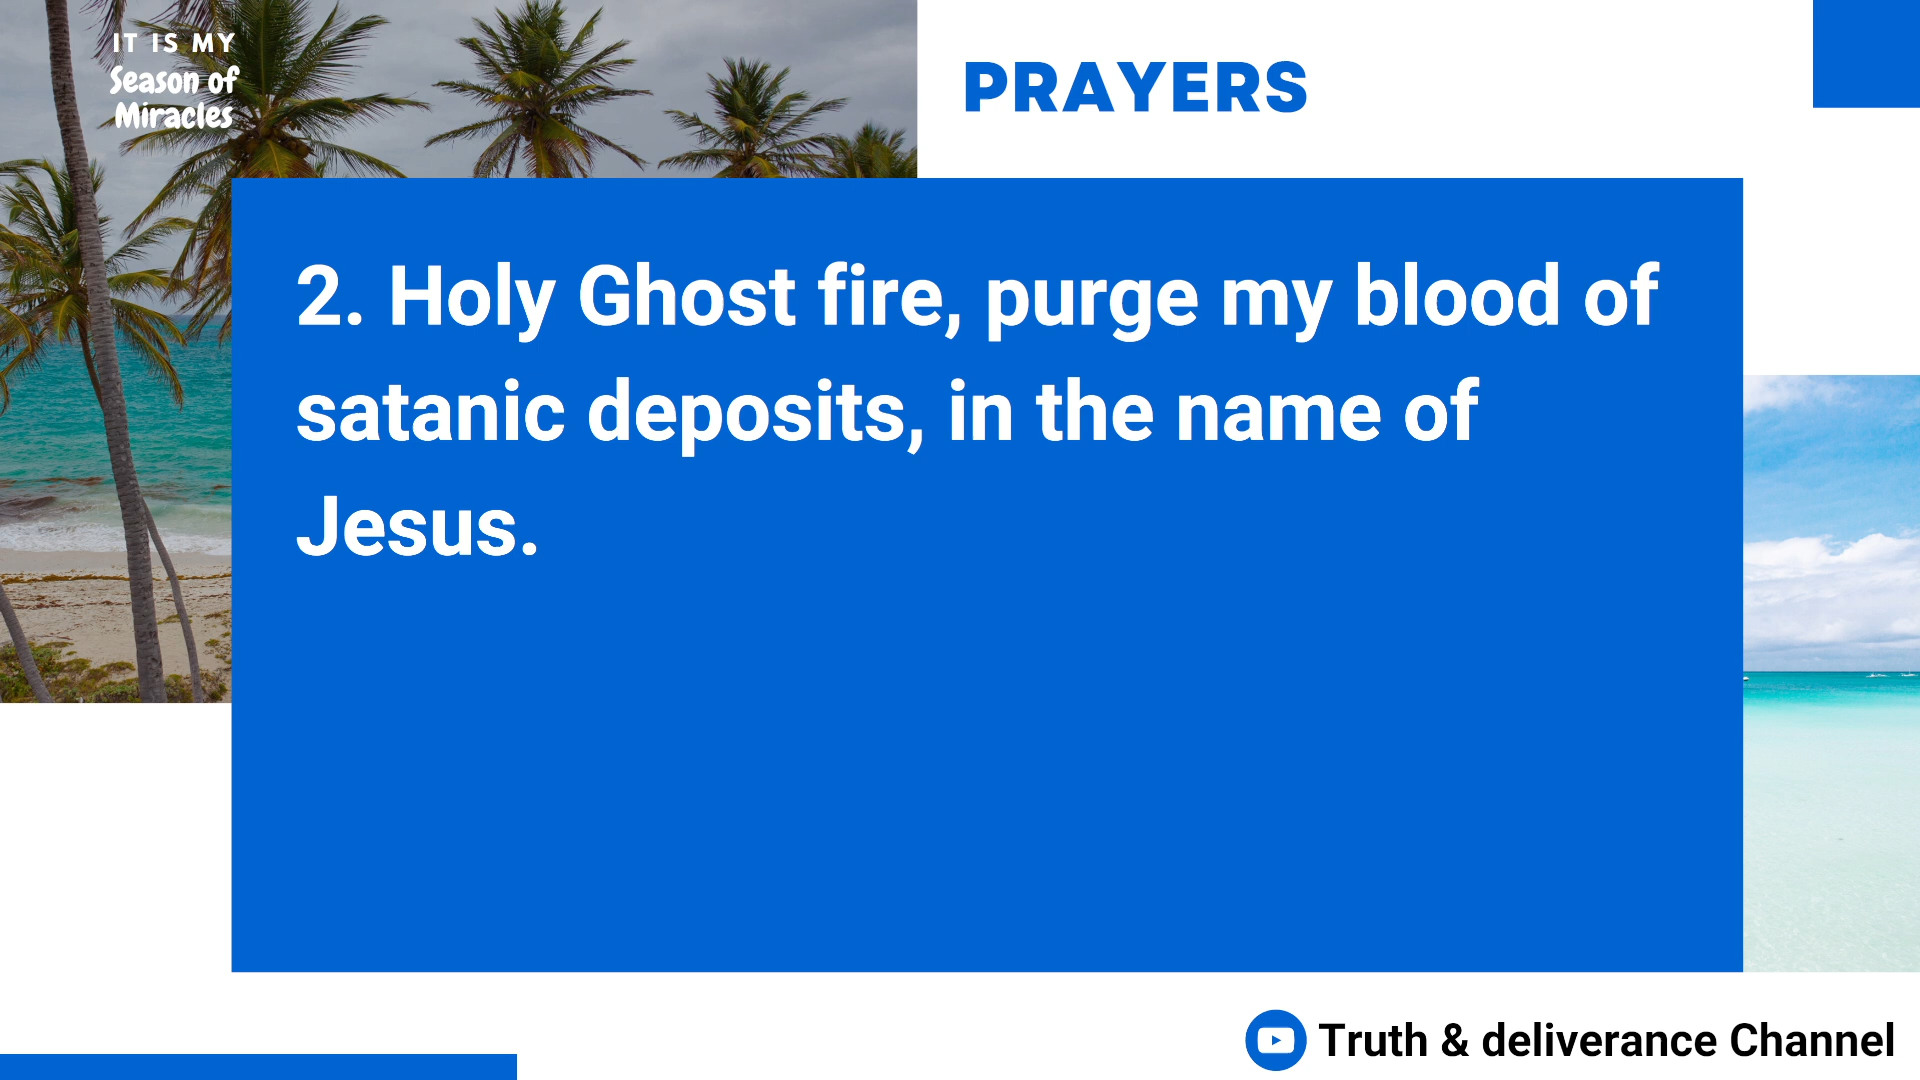 IT IS MY
Season of
Miracles
PRAYERS
2. Holy Ghost fire, purge my blood of
satanic deposits, in the name of
Jesus.
Truth & deliverance Channel